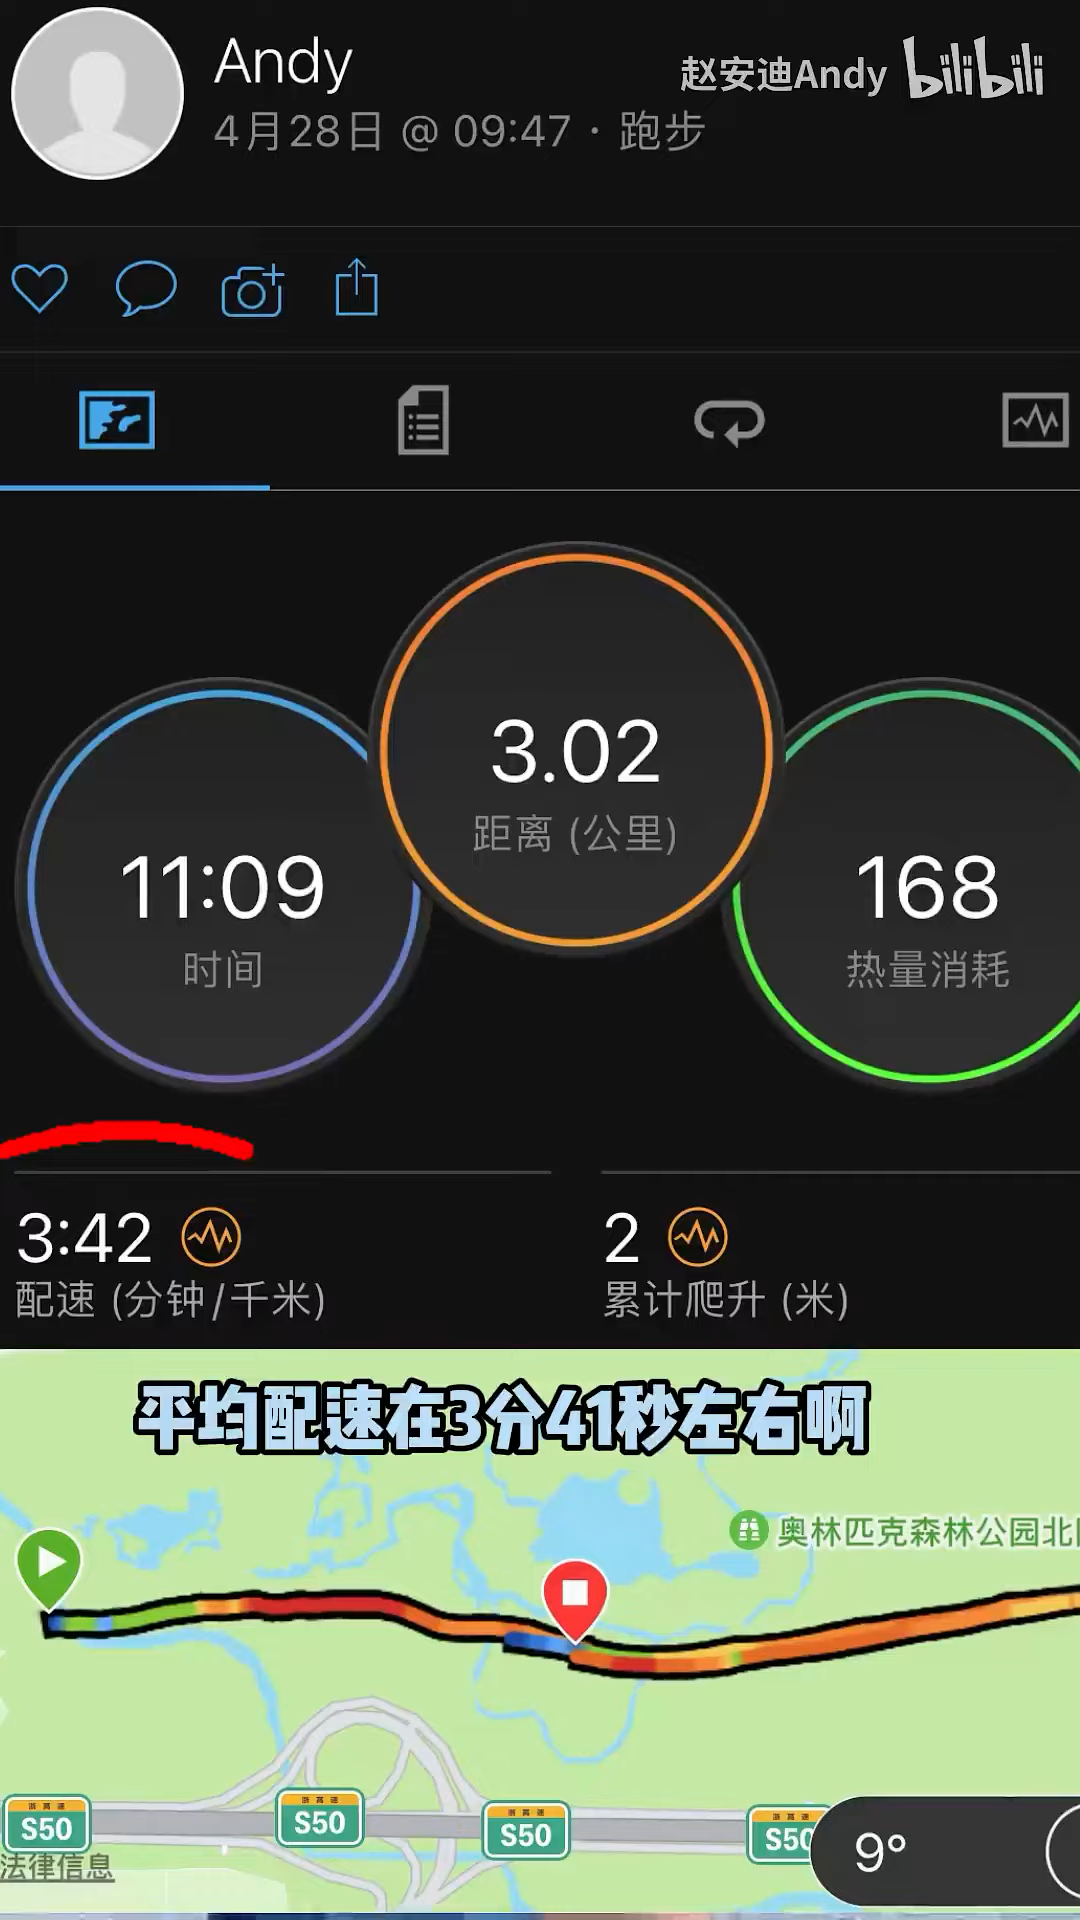 Andy
赵安迪Andy bilibili
4月28日 @ 09:47 · 跑步
3.02
距离 (公里)
11:09
时间
168
热量消耗
3:42
配速 (分钟/千米)
2
累计爬升 (米)
平均配速在3分41秒左右啊
奥林匹克森林公园北
S50
S50
S50
S50
9°
法律信息